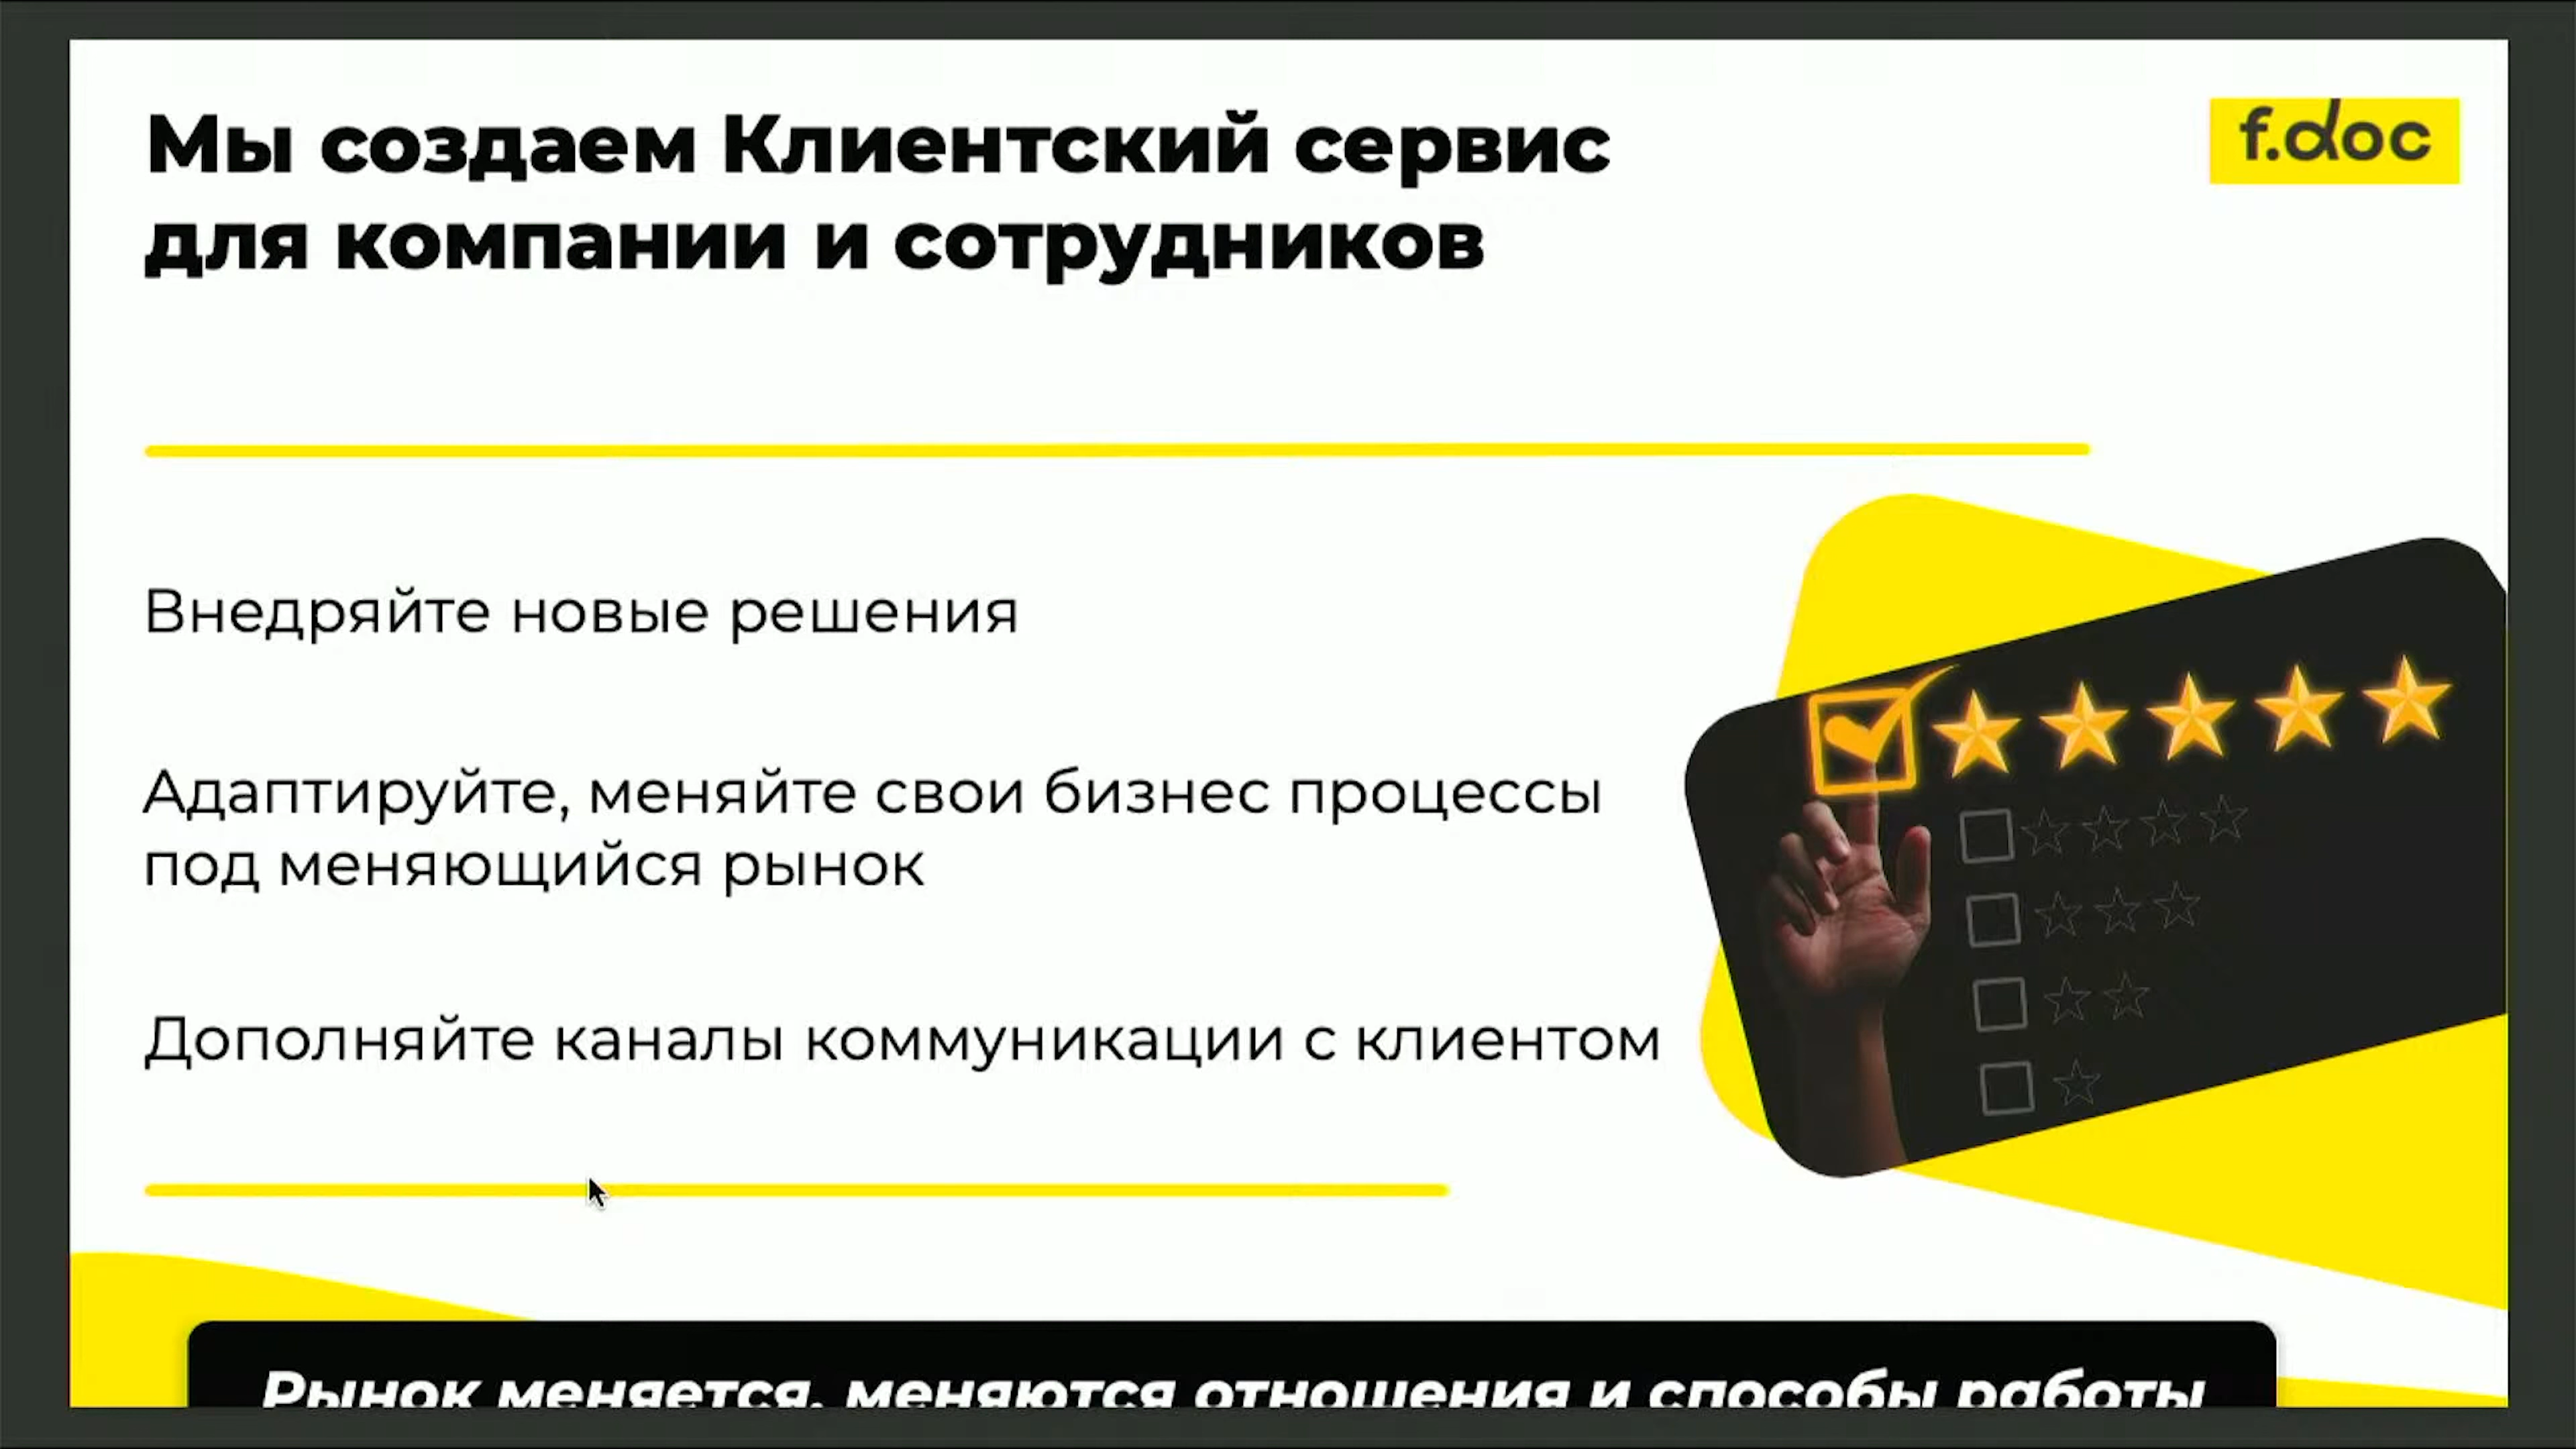 Мы создаем Клиентский сервис
для компании и сотрудников
f.doc
Внедряйте новые решения
Адаптируйте, меняйте свои бизнес процессы
под меняющийся рынок
Дополняйте каналы коммуникации с клиентом
Рынок меняется, меняются отношения и способы работы